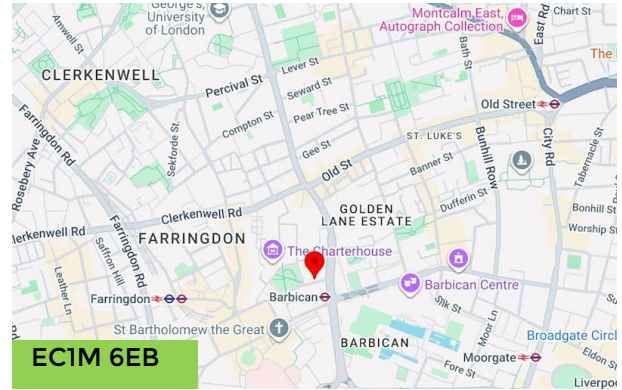 George's,
University
of London
Montcalm East,
Autograph Collection
Chart St
East Rd
Amwell St
Lever St
Bath St
The
CLERKENWELL
Percival St
Seward St
Old Street
Farringdon Rd
Pear Tree St
Compton St
ST. LUKE'S
City Rd
Rosebery Ave
Sekforde St.
Gee St
Old St
Banner St
Bunhill Row
Tabernacle St
Dufferin St
Clerkenwell Rd
GOLDEN
LANE ESTATE
Bonhill St
Worship St
lerkenwell Rd
FARRINGDON
The Charterhouse
Farringdon Rd
Saffron Hill
Leather Ln
Barbican Centre
Farringdon
Barbican
Silk St
Moor Ln
St Bartholomew the Great
BARBICAN
Broadgate Circl
EC1M 6EB
Moorgate
Fore St
Eldon S
Liverpoo